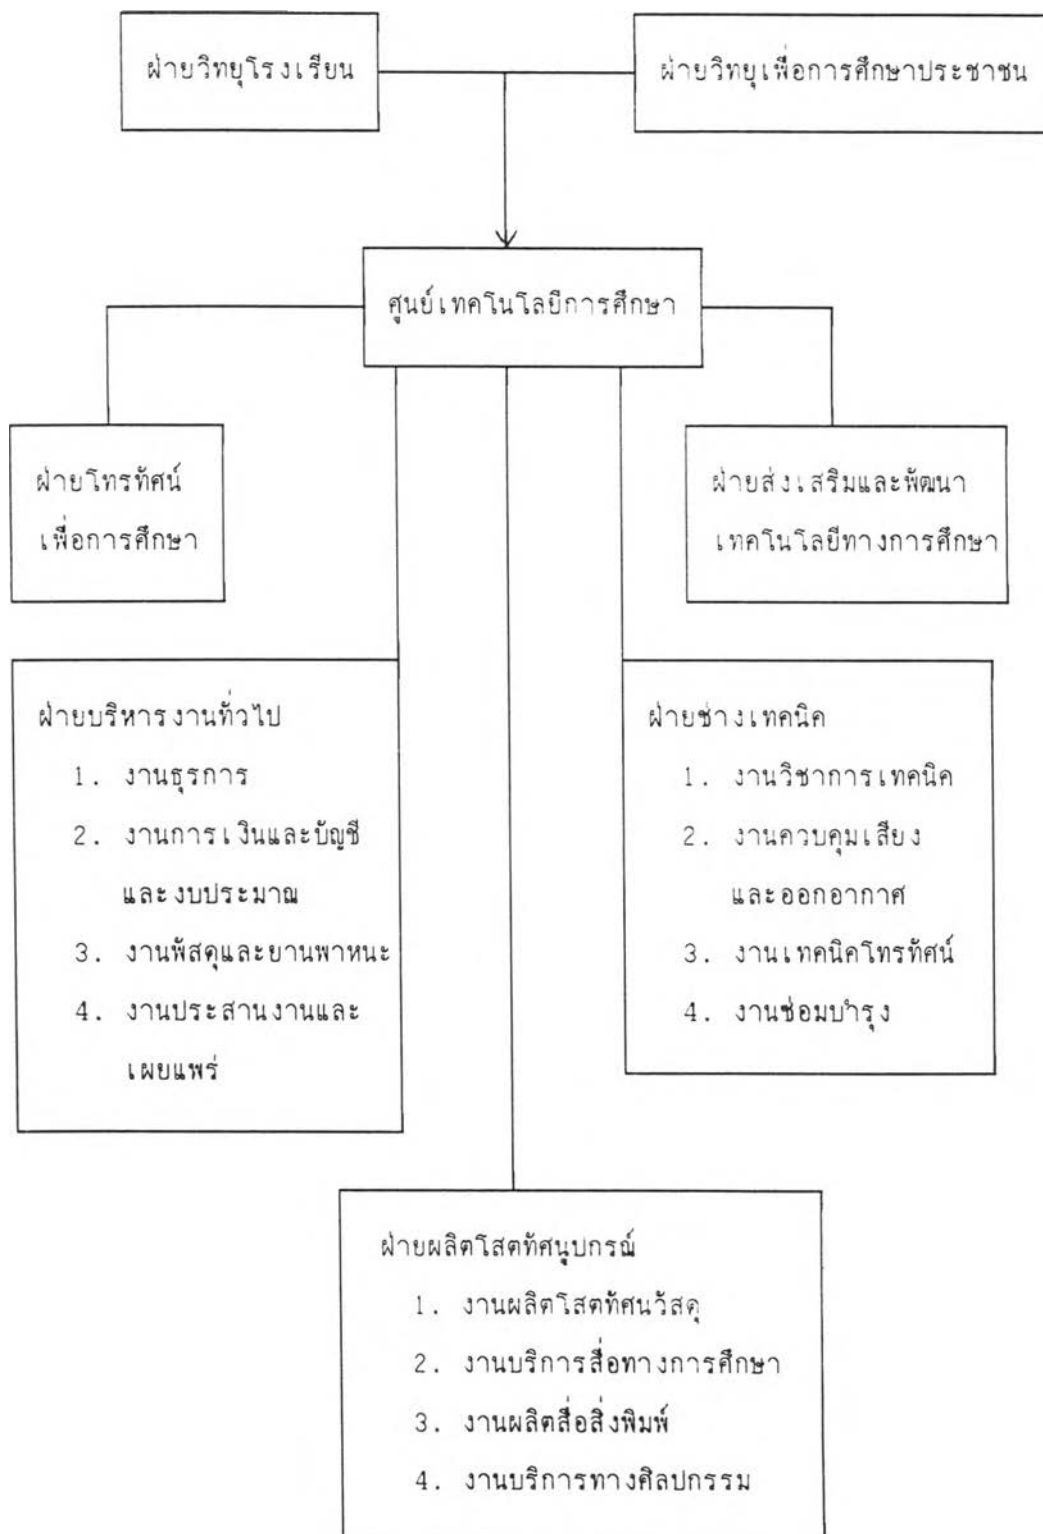 ฝ่ายวิทยุโรงเรียน
ฝ่ายวิทยุเพื่อการศึกษาประชาชน
ศูนย์เทคโนโลยีการศึกษา
ฝ่ายโทรทัศน์
เพื่อการศึกษา
ฝ่ายส่งเสริมและพัฒนา
เทคโนโลยีทางการศึกษา
ฝ่ายบริหารงานทั่วไป
1. งานธุรการ
2. งานการเงินและบัญชี
และงบประมาณ
3. งานพัสดุและยานพาหนะ
4. งานประสานงานและ
เผยแพร่
ฝ่ายช่างเทคนิค
1. งานวิชาการเทคนิค
2. งานควบคุมเสียง
และออกอากาศ
3. งานเทคนิคโทรทัศน์
4. งานซ่อมบำรุง
ฝ่ายผลิตโสตทัศนูปกรณ์
1. งานผลิตโสตทัศนวัสดุ
2. งานบริการสื่อทางการศึกษา
3. งานผลิตสื่อสิ่งพิมพ์
4. งานบริการทางศิลปกรรม